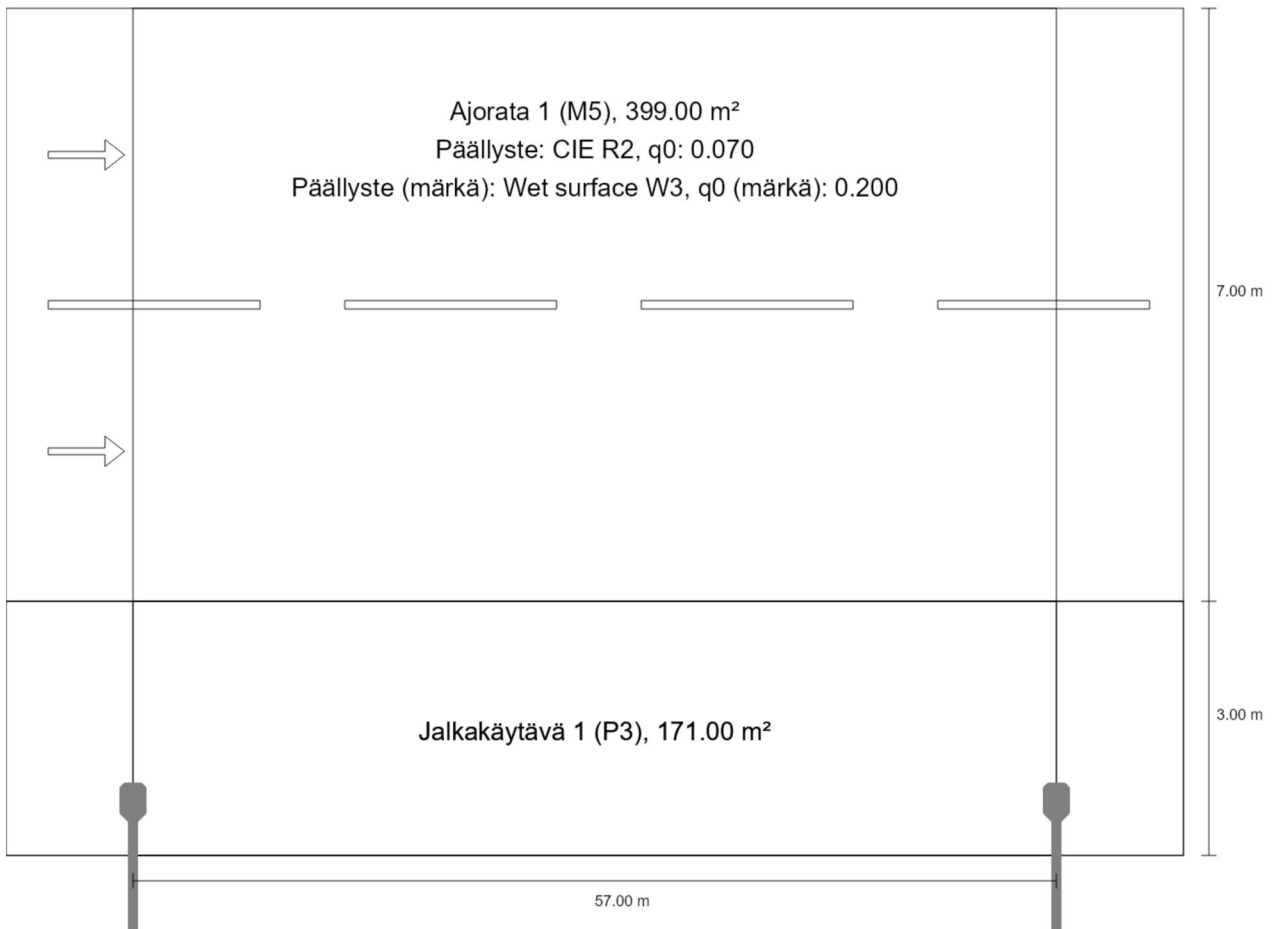 Ajorata 1 (M5), 399.00 m²
Päällyste: CIE R2, q0: 0.070
Päällyste (märkä): Wet surface W3, q0 (märkä): 0.200
7.00 m
Jalkakäytävä 1 (P3), 171.00 m²
3.00 m
57.00 m